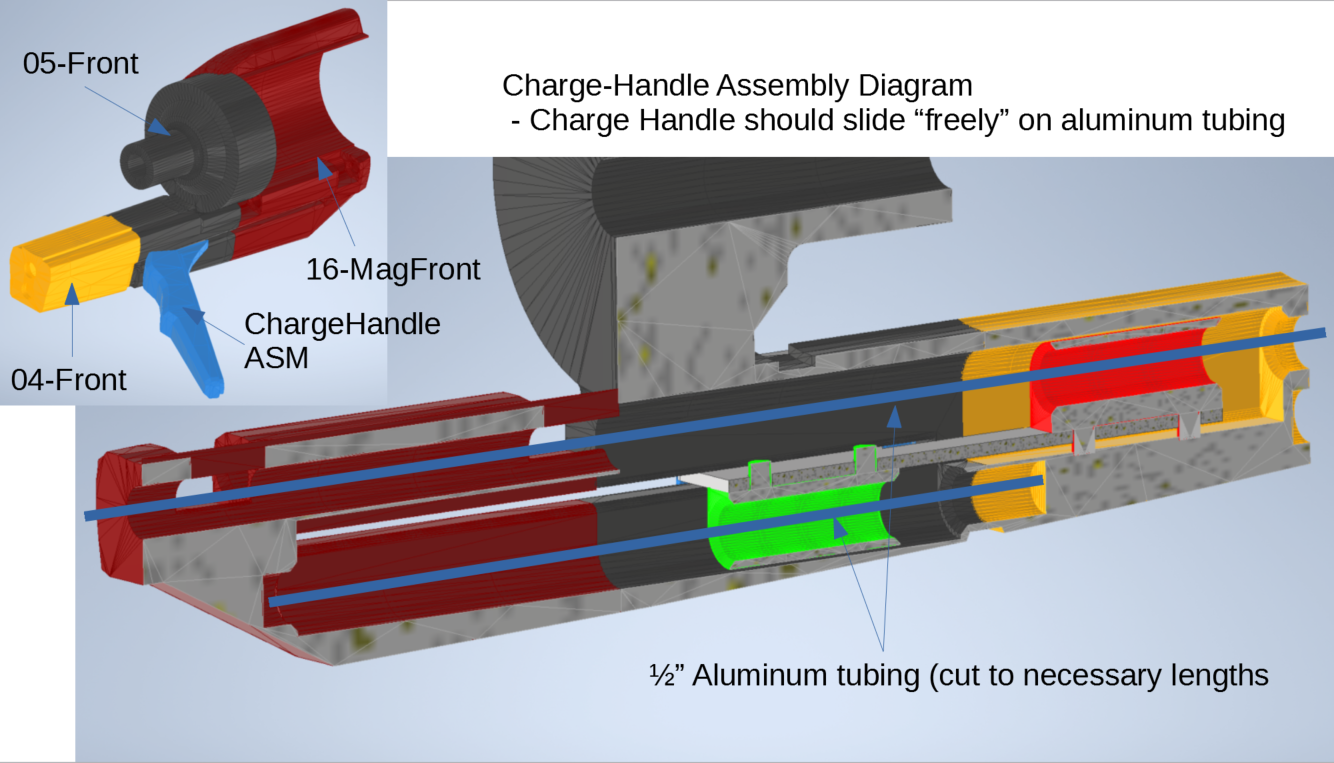 05-Front
Charge-Handle Assembly Diagram
- Charge Handle should slide “freely” on aluminum tubing
16-MagFront
ChargeHandle
ASM
04-Front
½” Aluminum tubing (cut to necessary lengths